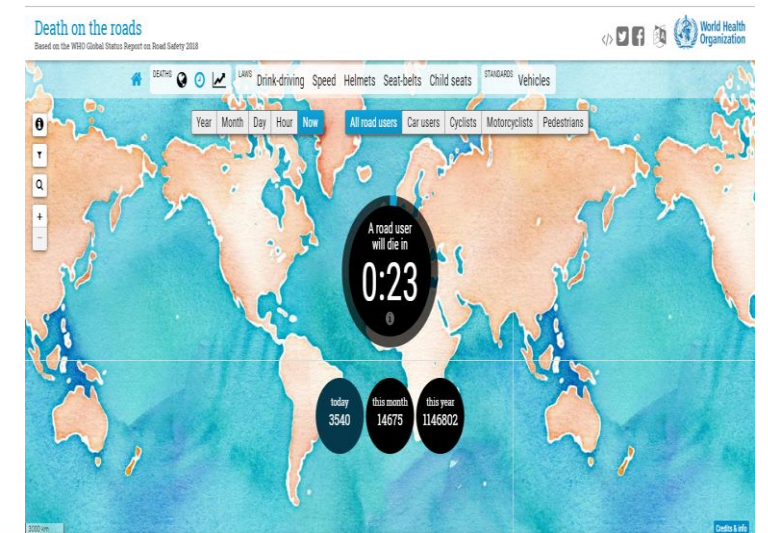 Death on the roads
Based on the WHO Global Status Report on Road Safety 2018
World Health
Organization
DEATHS
LAWS Drink-driving Speed Helmets Seat-belts Child seats
STANDARDS Vehicles
Year Month Day Hour Now
All road users Car users Cyclists Motorcyclists Pedestrians
A road user
will die in
0:23
today
3540
this month
14675
this year
1146802
3000 km
Credits & info